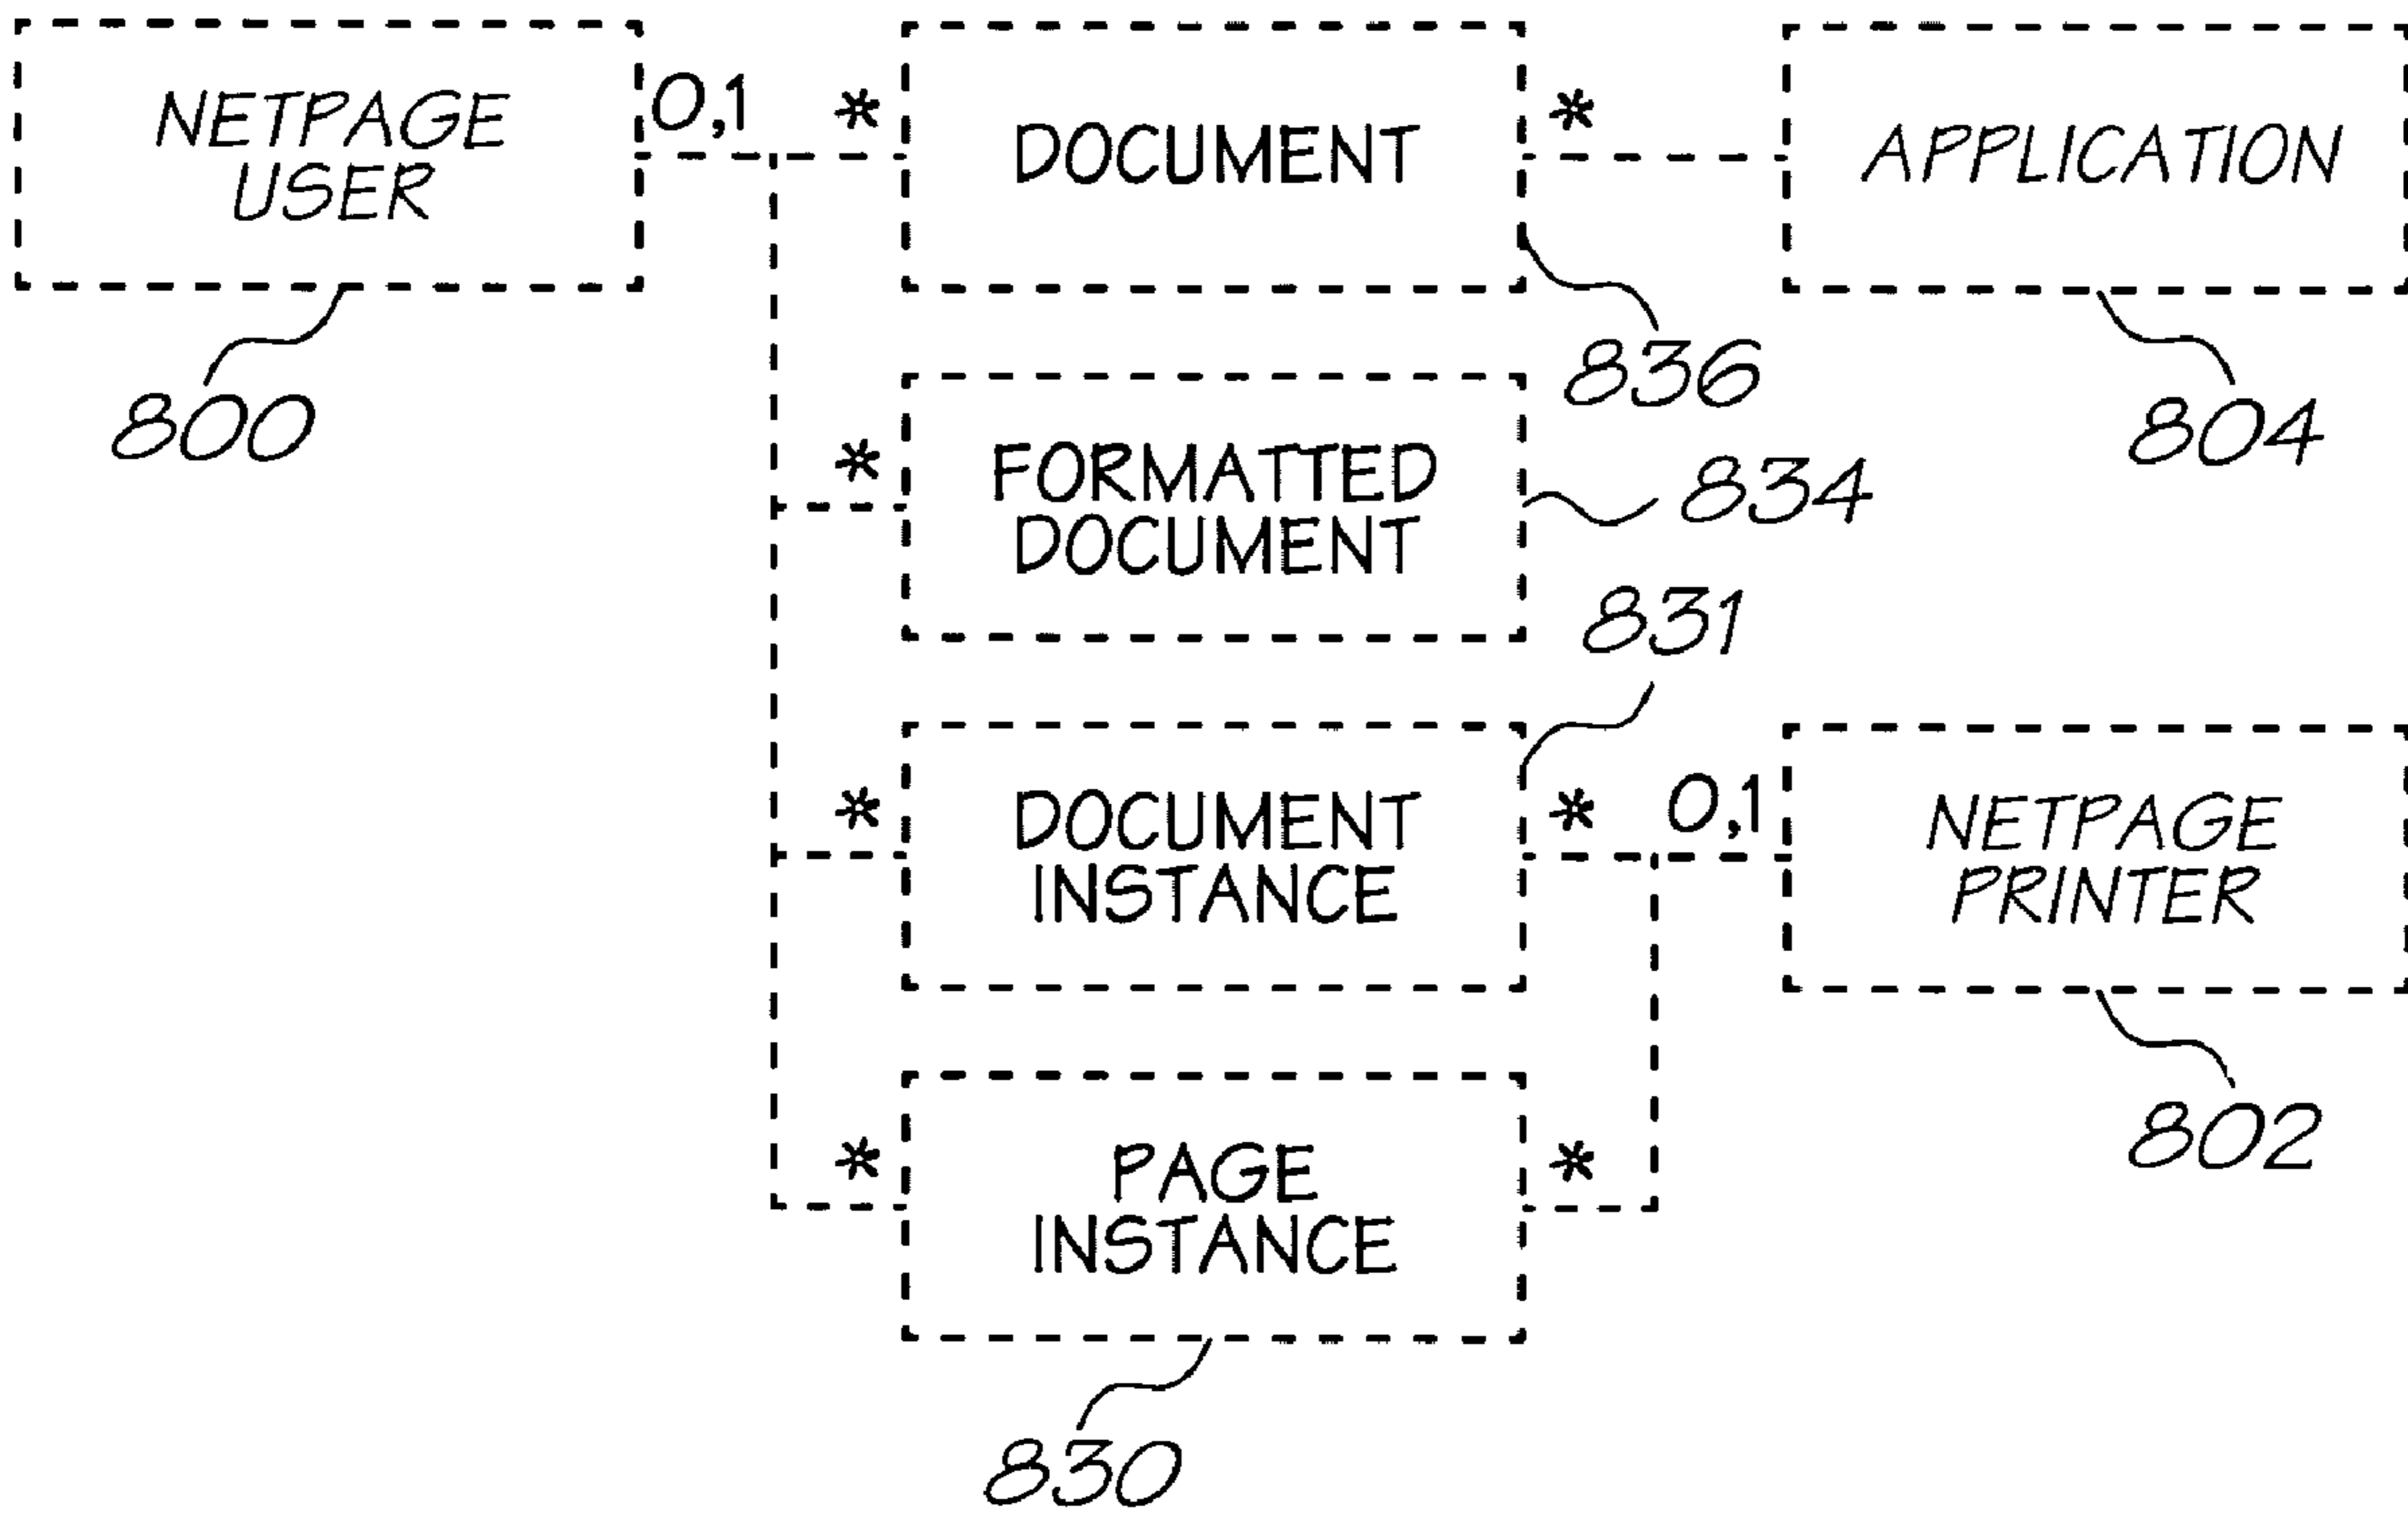 NETPAGE
USER
0,1
*
DOCUMENT
*
APPLICATION
800
836
804
*
FORMATTED
DOCUMENT
834
831
*
DOCUMENT
INSTANCE
*
0,1
NETPAGE
PRINTER
802
*
PAGE
INSTANCE
*
830